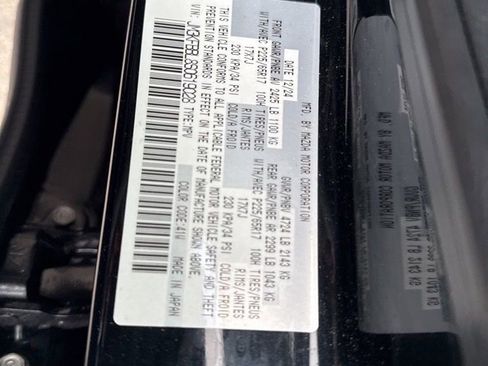 MFD. BY MAZDA MOTOR CORPORATION
DATE: 12/24 GVWR/PNBV 4724 LB 2143 KG
FRONT GAWR/PNBE AV 2425 LB 1100 KG REAR GAWR/PNBE AR 2299 LB 1043 KG
WITH/AVEC P225/65R17 100H TIRES/PNEUS WITH/AVEC P225/65R17 100H TIRES/PNEUS
17X7J RIMS/JANTES 17X7J RIMS/JANTES
230 KPA/34 PSI COLD/A FROID 230 KPA/34 PSI COLD/A FROID
THIS VEHICLE CONFORMS TO ALL APPLICABLE FEDERAL MOTOR VEHICLE SAFETY AND THEFT
PREVENTION STANDARDS IN EFFECT ON THE DATE OF MANUFACTURE SHOWN ABOVE.
TYPE:MPV COLOR CODE:41W
MADE IN JAPAN